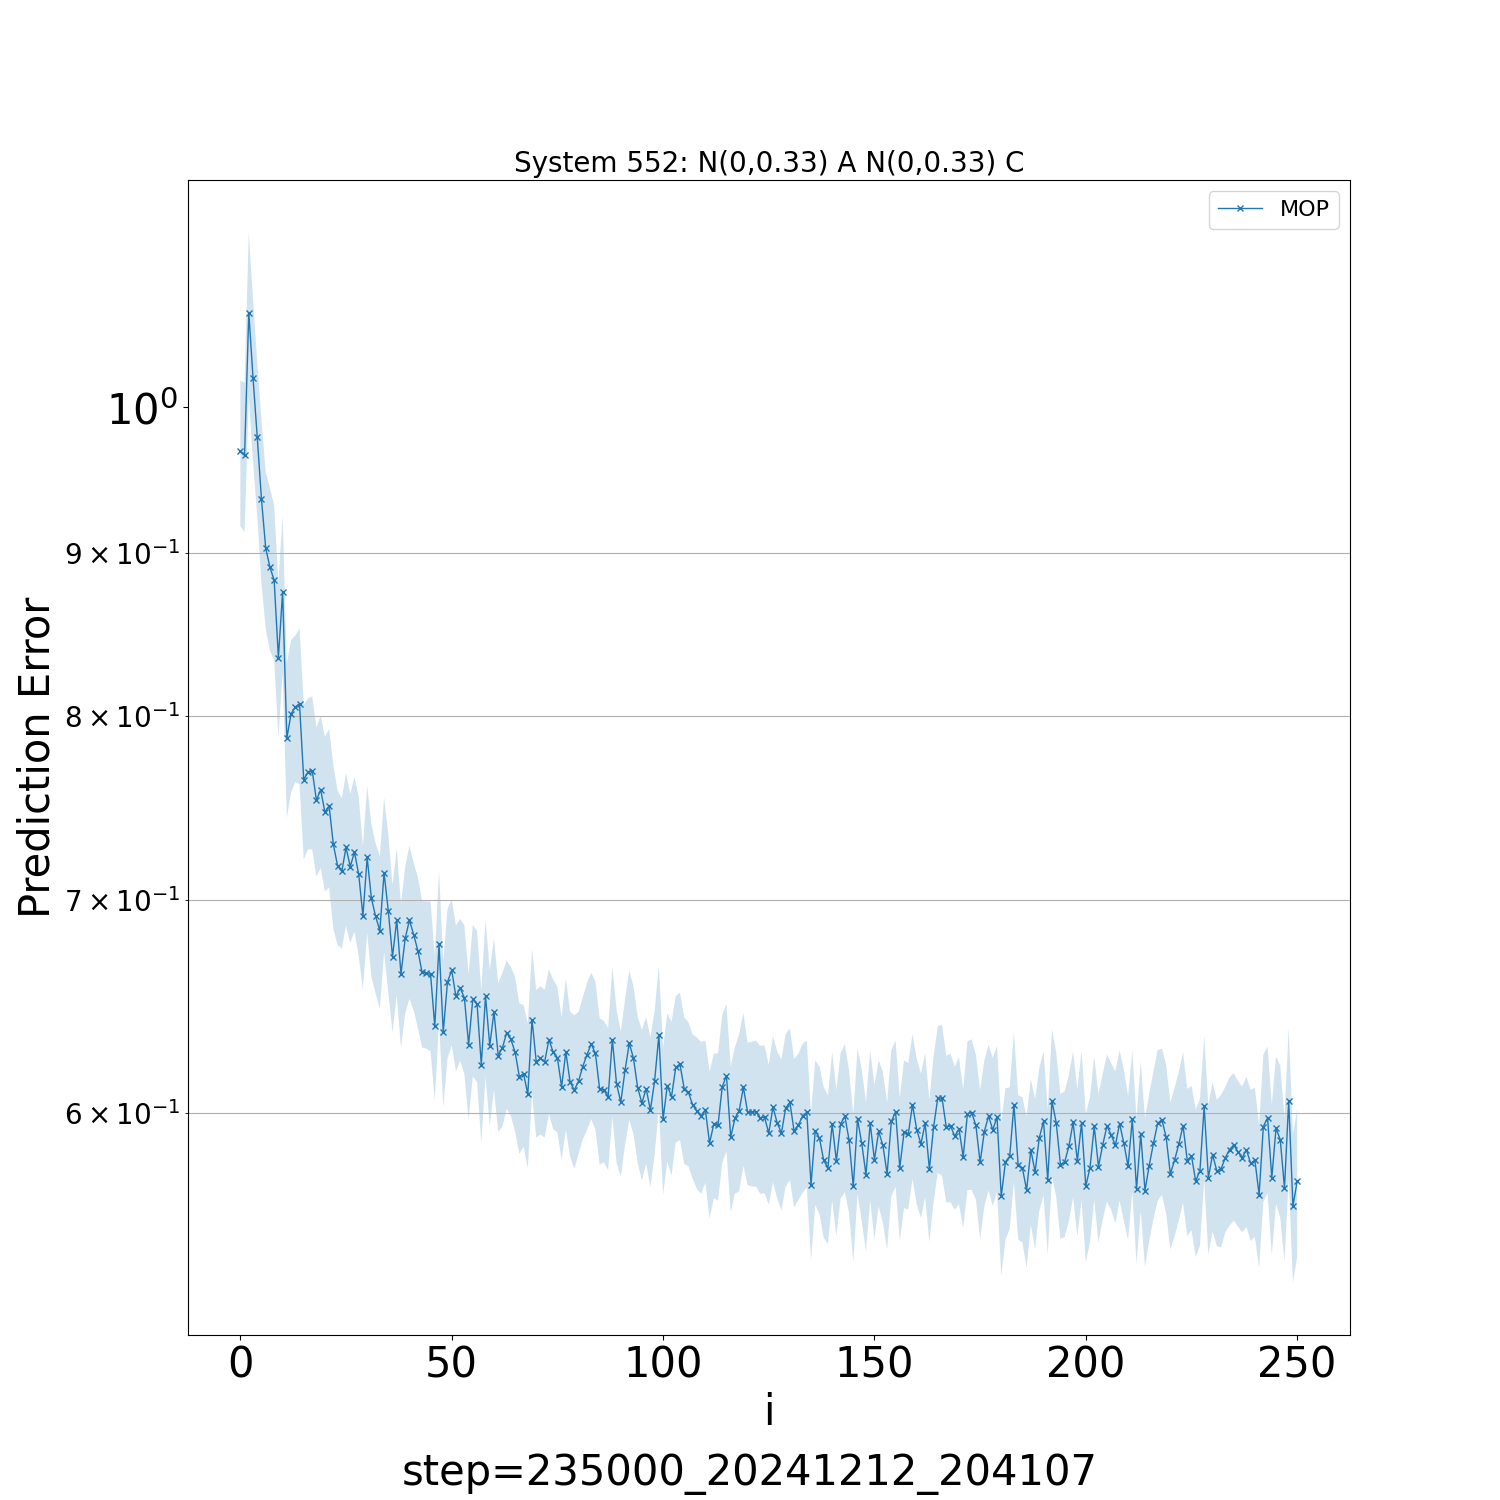 System 552: N(0,0.33) A N(0,0.33) C
MOP
10⁰
9 × 10⁻¹
8 × 10⁻¹
7 × 10⁻¹
6 × 10⁻¹
Prediction Error
0 50 100 150 200 250
i
step=235000_20241212_204107